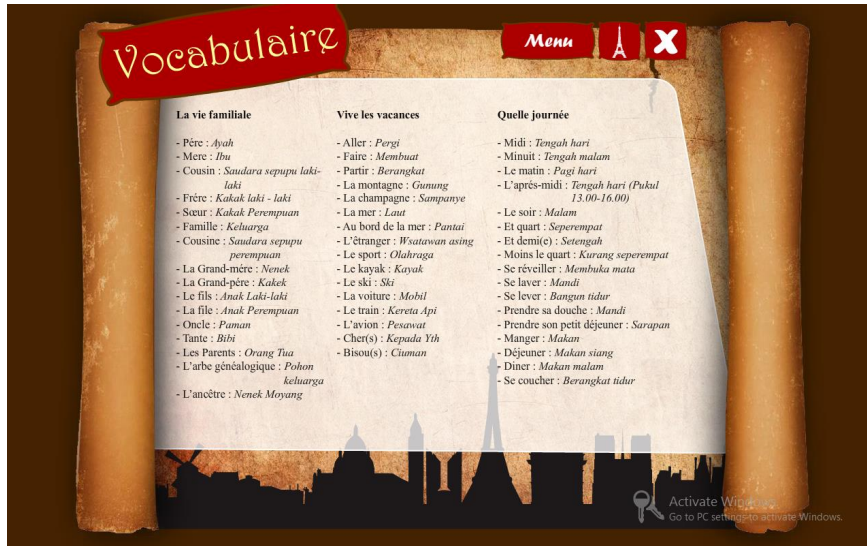 Vocabulaire
Menu
La vie familiale
- Pére : Ayah
- Mere : Ibu
- Cousin : Saudara sepupu laki-
laki
- Frére : Kakak laki - laki
- Sœur : Kakak Perempuan
- Famille : Keluarga
- Cousine : Saudara sepupu
perempuan
- La Grand-mére : Nenek
- La Grand-pére : Kakek
- Le fils : Anak Laki-laki
- La file : Anak Perempuan
- Oncle : Paman
- Tante : Bibi
- Les Parents : Orang Tua
- L'arbe généalogique : Pohon
keluarga
- L'ancêtre : Nenek Moyang
Vive les vacances
- Aller : Pergi
- Faire : Membuat
- Partir : Berangkat
- La montagne : Gunung
- La champagne : Sampanye
- La mer : Laut
- Au bord de la mer : Pantai
- L'êtranger : Wsatawan asing
- Le sport : Olahraga
- Le kayak : Kayak
- Le ski : Ski
- La voiture : Mobil
- Le train : Kereta Api
- L'avion : Pesawat
- Cher(s) : Kepada Yth
- Bisou(s) : Ciuman
Quelle journée
- Midi : Tengah hari
- Minuit : Tengah malam
- Le matin : Pagi hari
- L'aprés-midi : Tengah hari (Pukul
13.00-16.00)
- Le soir : Malam
- Et quart : Seperempat
- Et demi(e) : Setengah
- Moins le quart : Kurang seperempat
- Se réveiller : Membuka mata
- Se laver : Mandi
- Se lever : Bangun tidur
- Prendre sa douche : Mandi
- Prendre son petit déjeuner : Sarapan
- Manger : Makan
- Déjeuner : Makan siang
- Diner : Makan malam
- Se coucher : Berangkat tidur
Activate Windows
Go to PC settings to activate Windows.